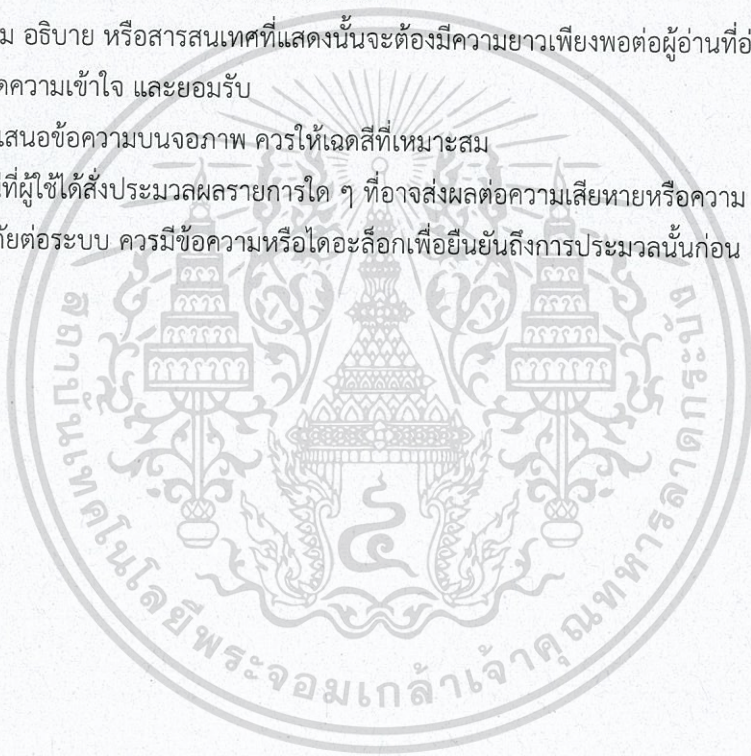 ม อธิบาย หรือสารสนเทศที่แสดงนั้นจะต้องมีความยาวเพียงพอต่อผู้อ่านที่อ่
ดความเข้าใจ และยอมรับ
เสนอข้อความบนจอภาพ ควรให้เฉดสีที่เหมาะสม
ที่ผู้ใช้ได้สั่งประมวลผลรายการใด ๆ ที่อาจส่งผลต่อความเสียหายหรือความ
ภัยต่อระบบ ควรมีข้อความหรือไดอะล็อกเพื่อยืนยันถึงการประมวลนั้นก่อน
สถาบันเทคโนโลยีพระจอมเกล้าเจ้าคุณทหารลาดกระบัง
๔